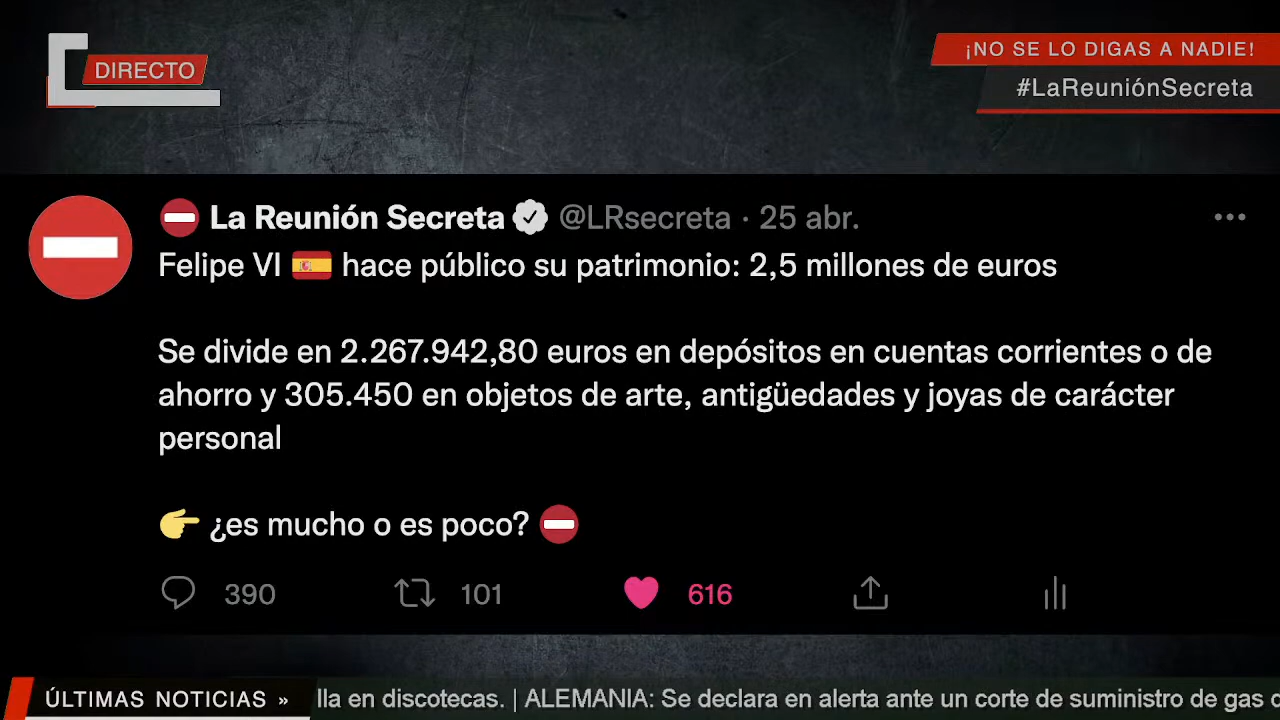 DIRECTO
¡NO SE LO DIGAS A NADIE!
#LaReuniónSecreta
La Reunión Secreta @LRsecreta · 25 abr.
Felipe VI hace público su patrimonio: 2,5 millones de euros
Se divide en 2.267.942,80 euros en depósitos en cuentas corrientes o de
ahorro y 305.450 en objetos de arte, antigüedades y joyas de carácter
personal
¿es mucho o es poco?
390 101 616
ÚLTIMAS NOTICIAS » lla en discotecas. | ALEMANIA: Se declara en alerta ante un corte de suministro de gas